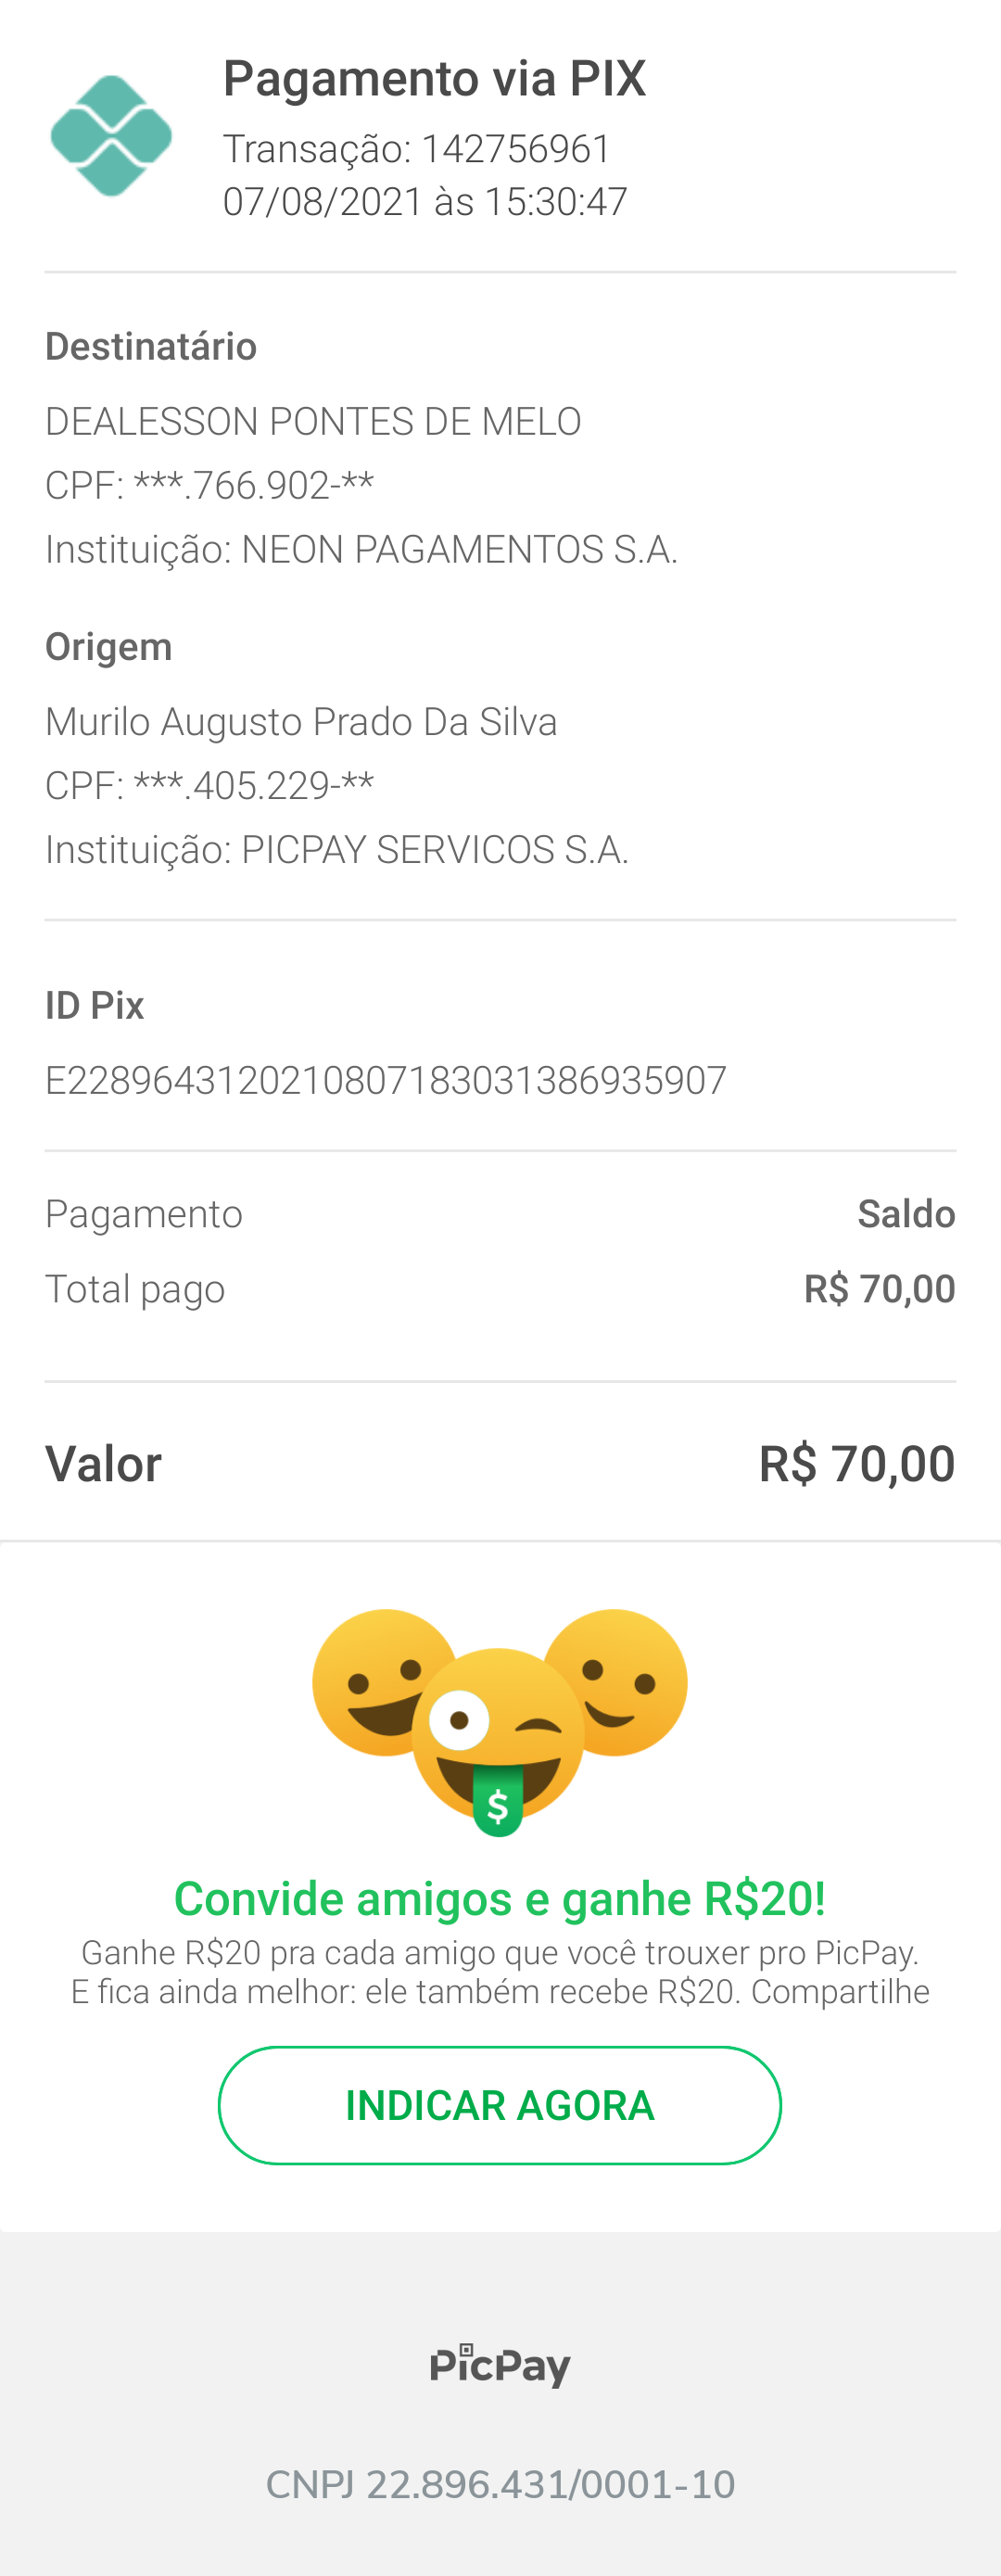 Pagamento via PIX
Transação: 142756961
07/08/2021 às 15:30:47
Destinatário
DEALESSON PONTES DE MELO
CPF: ***.766.902-**
Instituição: NEON PAGAMENTOS S.A.
Origem
Murilo Augusto Prado Da Silva
CPF: ***.405.229-**
Instituição: PICPAY SERVICOS S.A.
ID Pix
E2289643120210807183031386935907
Pagamento Saldo
Total pago R$ 70,00
Valor R$ 70,00
$
Convide amigos e ganhe R$20!
Ganhe R$20 pra cada amigo que você trouxer pro PicPay.
E fica ainda melhor: ele também recebe R$20. Compartilhe
INDICAR AGORA
PicPay
CNPJ 22.896.431/0001-10